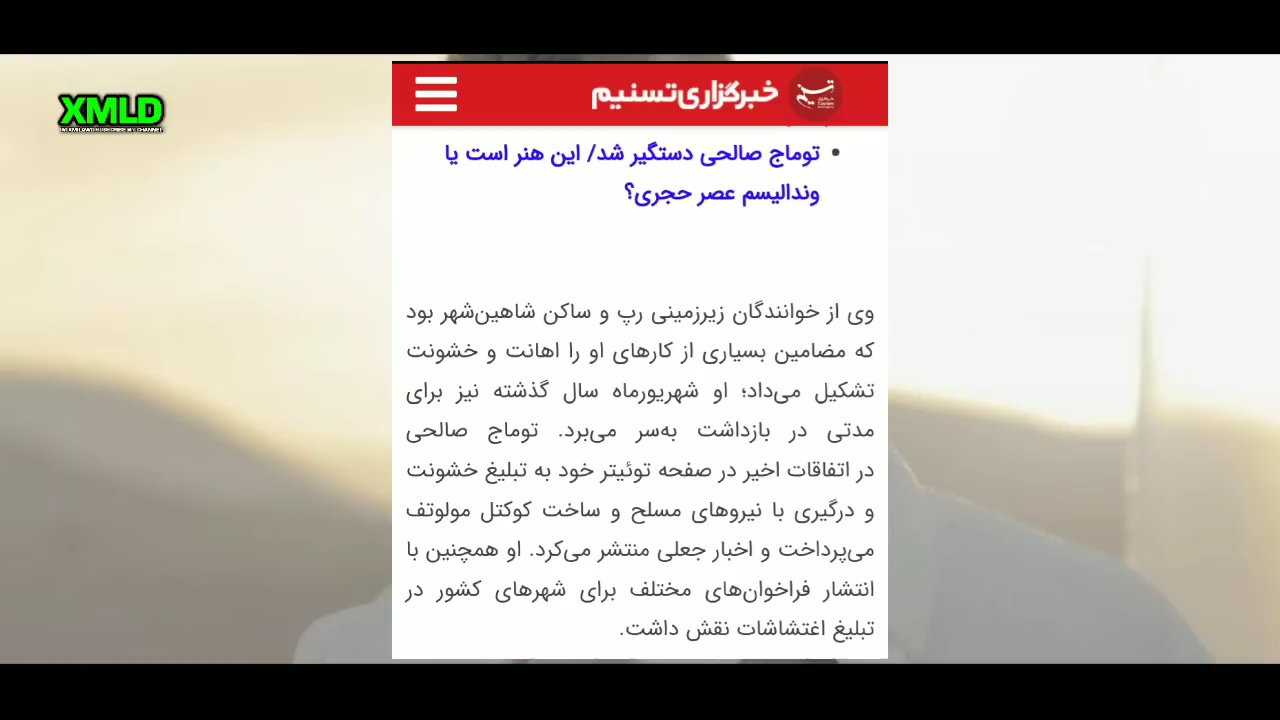 XMLD
خبرگزاری تسنیم
تسنیم
توماج صالحی دستگیر شد/ این هنر است یا
وندالیسم عصر حجری؟
وی از خوانندگان زیرزمینی رپ و ساکن شاهین‌شهر بود
که مضامین بسیاری از کارهای او را اهانت و خشونت
تشکیل می‌داد؛ او شهریورماه سال گذشته نیز برای
مدتی در بازداشت به‌سر می‌برد. توماج صالحی
در اتفاقات اخیر در صفحه توئیتر خود به تبلیغ خشونت
و درگیری با نیروهای مسلح و ساخت کوکتل مولوتف
می‌پرداخت و اخبار جعلی منتشر می‌کرد. او همچنین با
انتشار فراخوان‌های مختلف برای شهرهای کشور در
تبلیغ اغتشاشات نقش داشت.